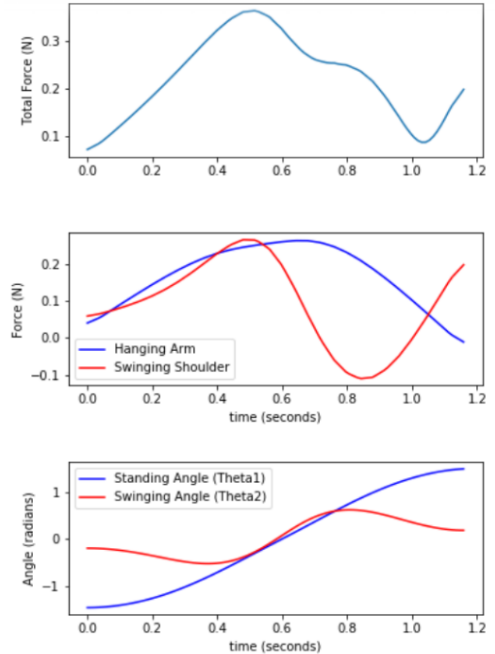 Total Force (N)
0.3
0.2
0.1
0.0 0.2 0.4 0.6 0.8 1.0 1.2
Force (N)
0.2
0.1
0.0
−0.1
Hanging Arm
Swinging Shoulder
0.0 0.2 0.4 0.6 0.8 1.0 1.2
time (seconds)
Angle (radians)
1
0
−1
Standing Angle (Theta1)
Swinging Angle (Theta2)
0.0 0.2 0.4 0.6 0.8 1.0 1.2
time (seconds)